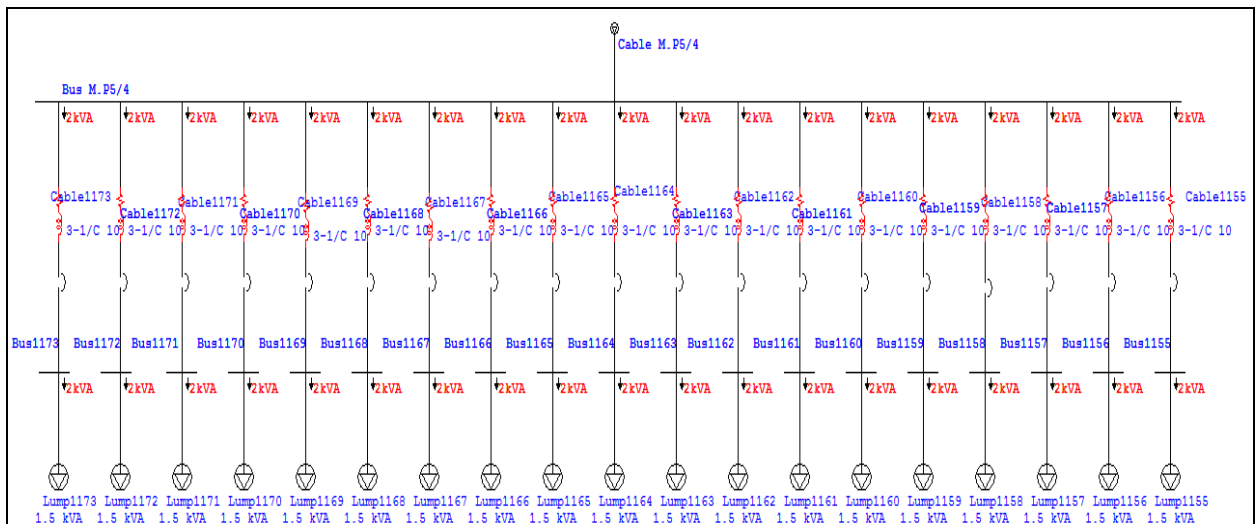 Cable M.P5/4
Bus M.P5/4
2kVA 2kVA 2kVA 2kVA 2kVA 2kVA 2kVA 2kVA 2kVA 2kVA 2kVA 2kVA 2kVA 2kVA 2kVA 2kVA 2kVA 2kVA 2kVA
Cable1173 Cable1171 Cable1169 Cable1167 Cable1165 Cable1164 Cable1162 Cable1160 Cable1158 Cable1156 Cable1155
Cable1172 Cable1170 Cable1168 Cable1166 Cable1163 Cable1161 Cable1159 Cable1157
3-1/C 10 3-1/C 10 3-1/C 10 3-1/C 10 3-1/C 10 3-1/C 10 3-1/C 10 3-1/C 10 3-1/C 10 3-1/C 10 3-1/C 10 3-1/C 10 3-1/C 10 3-1/C 10 3-1/C 10 3-1/C 10 3-1/C 10 3-1/C 10 3-1/C 10
Bus1173 Bus1172 Bus1171 Bus1170 Bus1169 Bus1168 Bus1167 Bus1166 Bus1165 Bus1164 Bus1163 Bus1162 Bus1161 Bus1160 Bus1159 Bus1158 Bus1157 Bus1156 Bus1155
2kVA 2kVA 2kVA 2kVA 2kVA 2kVA 2kVA 2kVA 2kVA 2kVA 2kVA 2kVA 2kVA 2kVA 2kVA 2kVA 2kVA 2kVA 2kVA
Lump1173 Lump1172 Lump1171 Lump1170 Lump1169 Lump1168 Lump1167 Lump1166 Lump1165 Lump1164 Lump1163 Lump1162 Lump1161 Lump1160 Lump1159 Lump1158 Lump1157 Lump1156 Lump1155
1.5 kVA 1.5 kVA 1.5 kVA 1.5 kVA 1.5 kVA 1.5 kVA 1.5 kVA 1.5 kVA 1.5 kVA 1.5 kVA 1.5 kVA 1.5 kVA 1.5 kVA 1.5 kVA 1.5 kVA 1.5 kVA 1.5 kVA 1.5 kVA 1.5 kVA